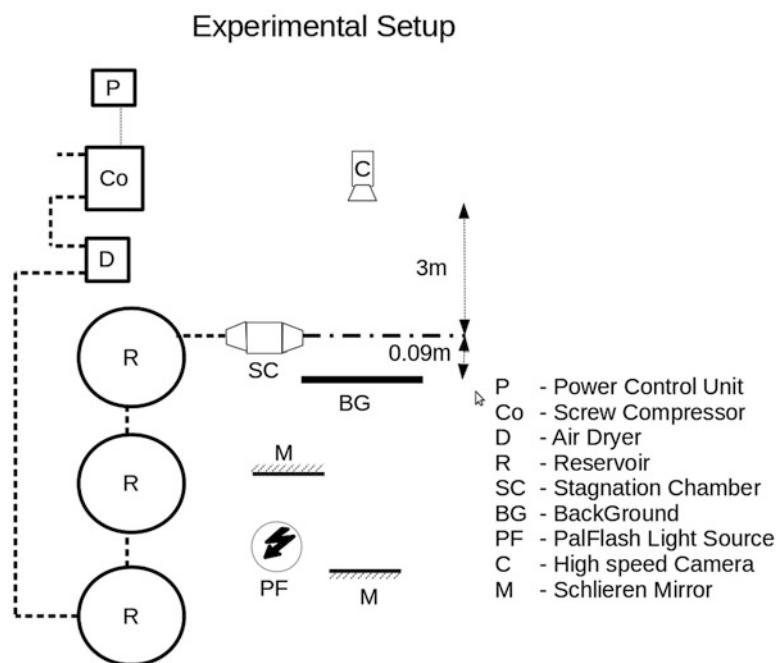 Experimental Setup
P
Co
C
D
3m
R
0.09m
SC
BG
R
M
PF
M
R
P - Power Control Unit
Co - Screw Compressor
D - Air Dryer
R - Reservoir
SC - Stagnation Chamber
BG - BackGround
PF - PalFlash Light Source
C - High speed Camera
M - Schlieren Mirror